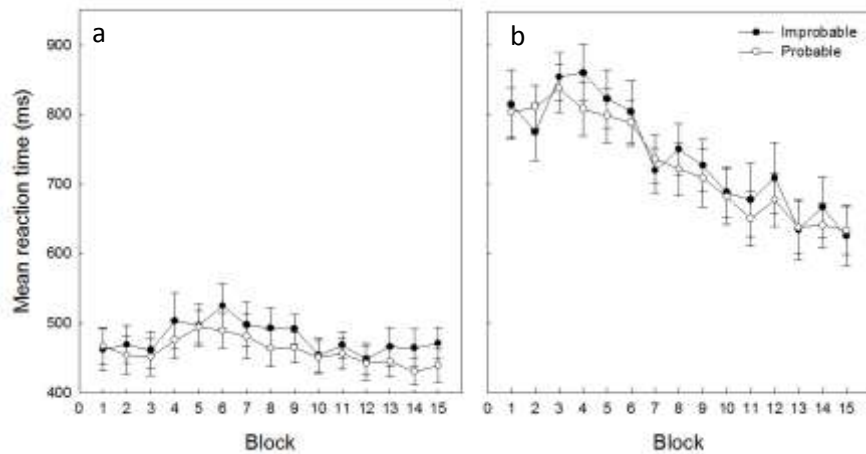 a
b
Improbable
Probable
Mean reaction time (ms)
900
800
700
600
500
400
0 1 2 3 4 5 6 7 8 9 10 11 12 13 14 15
0 1 2 3 4 5 6 7 8 9 10 11 12 13 14 15
Block
Block